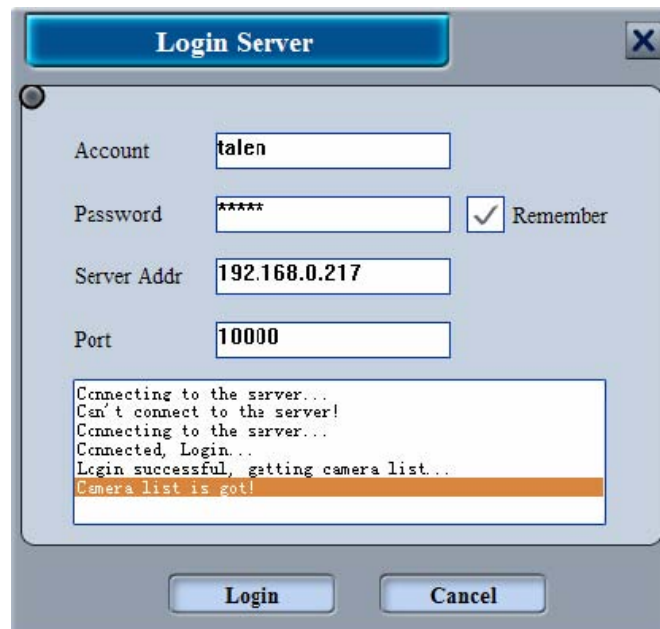 Login Server
X
Account
talen
Password
*****
Remember
Server Addr
192.168.0.217
Port
10000
Connecting to the server...
Can't connect to the server!
Connecting to the server...
Connected, Login...
Login successful, getting camera list...
Camera list is got!
Login
Cancel